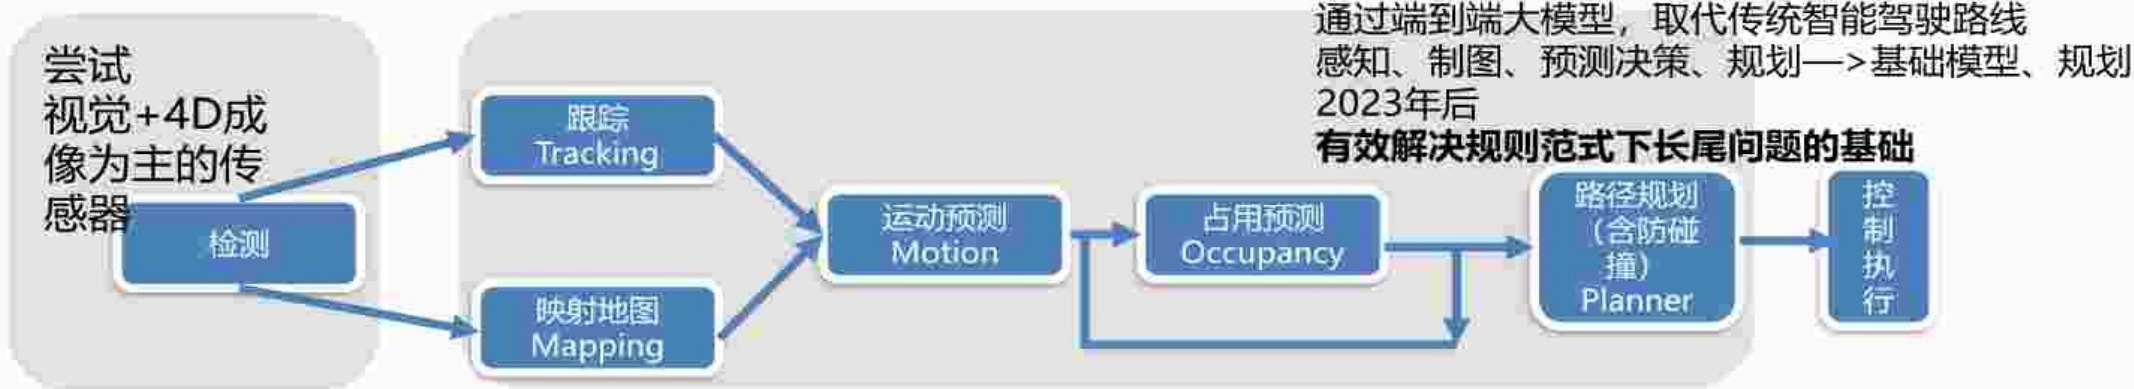 尝试
视觉+4D成
像为主的传
感器
检测
跟踪
Tracking
映射地图
Mapping
运动预测
Motion
占用预测
Occupancy
通过端到端大模型，取代传统智能驾驶路线
感知、制图、预测决策、规划—>基础模型、规划
2023年后
有效解决规则范式下长尾问题的基础
路径规划
（含防碰
撞）
Planner
控
制
执
行